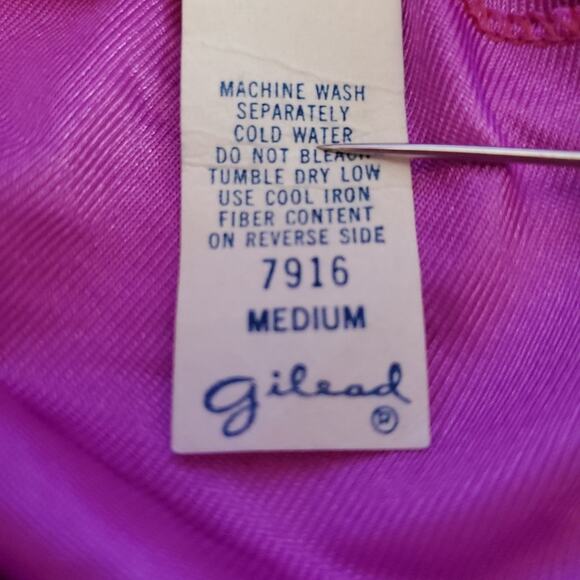 MACHINE WASH
SEPARATELY
COLD WATER
DO NOT BLEACH
TUMBLE DRY LOW
USE COOL IRON
FIBER CONTENT
ON REVERSE SIDE
7916
MEDIUM
gilead
®